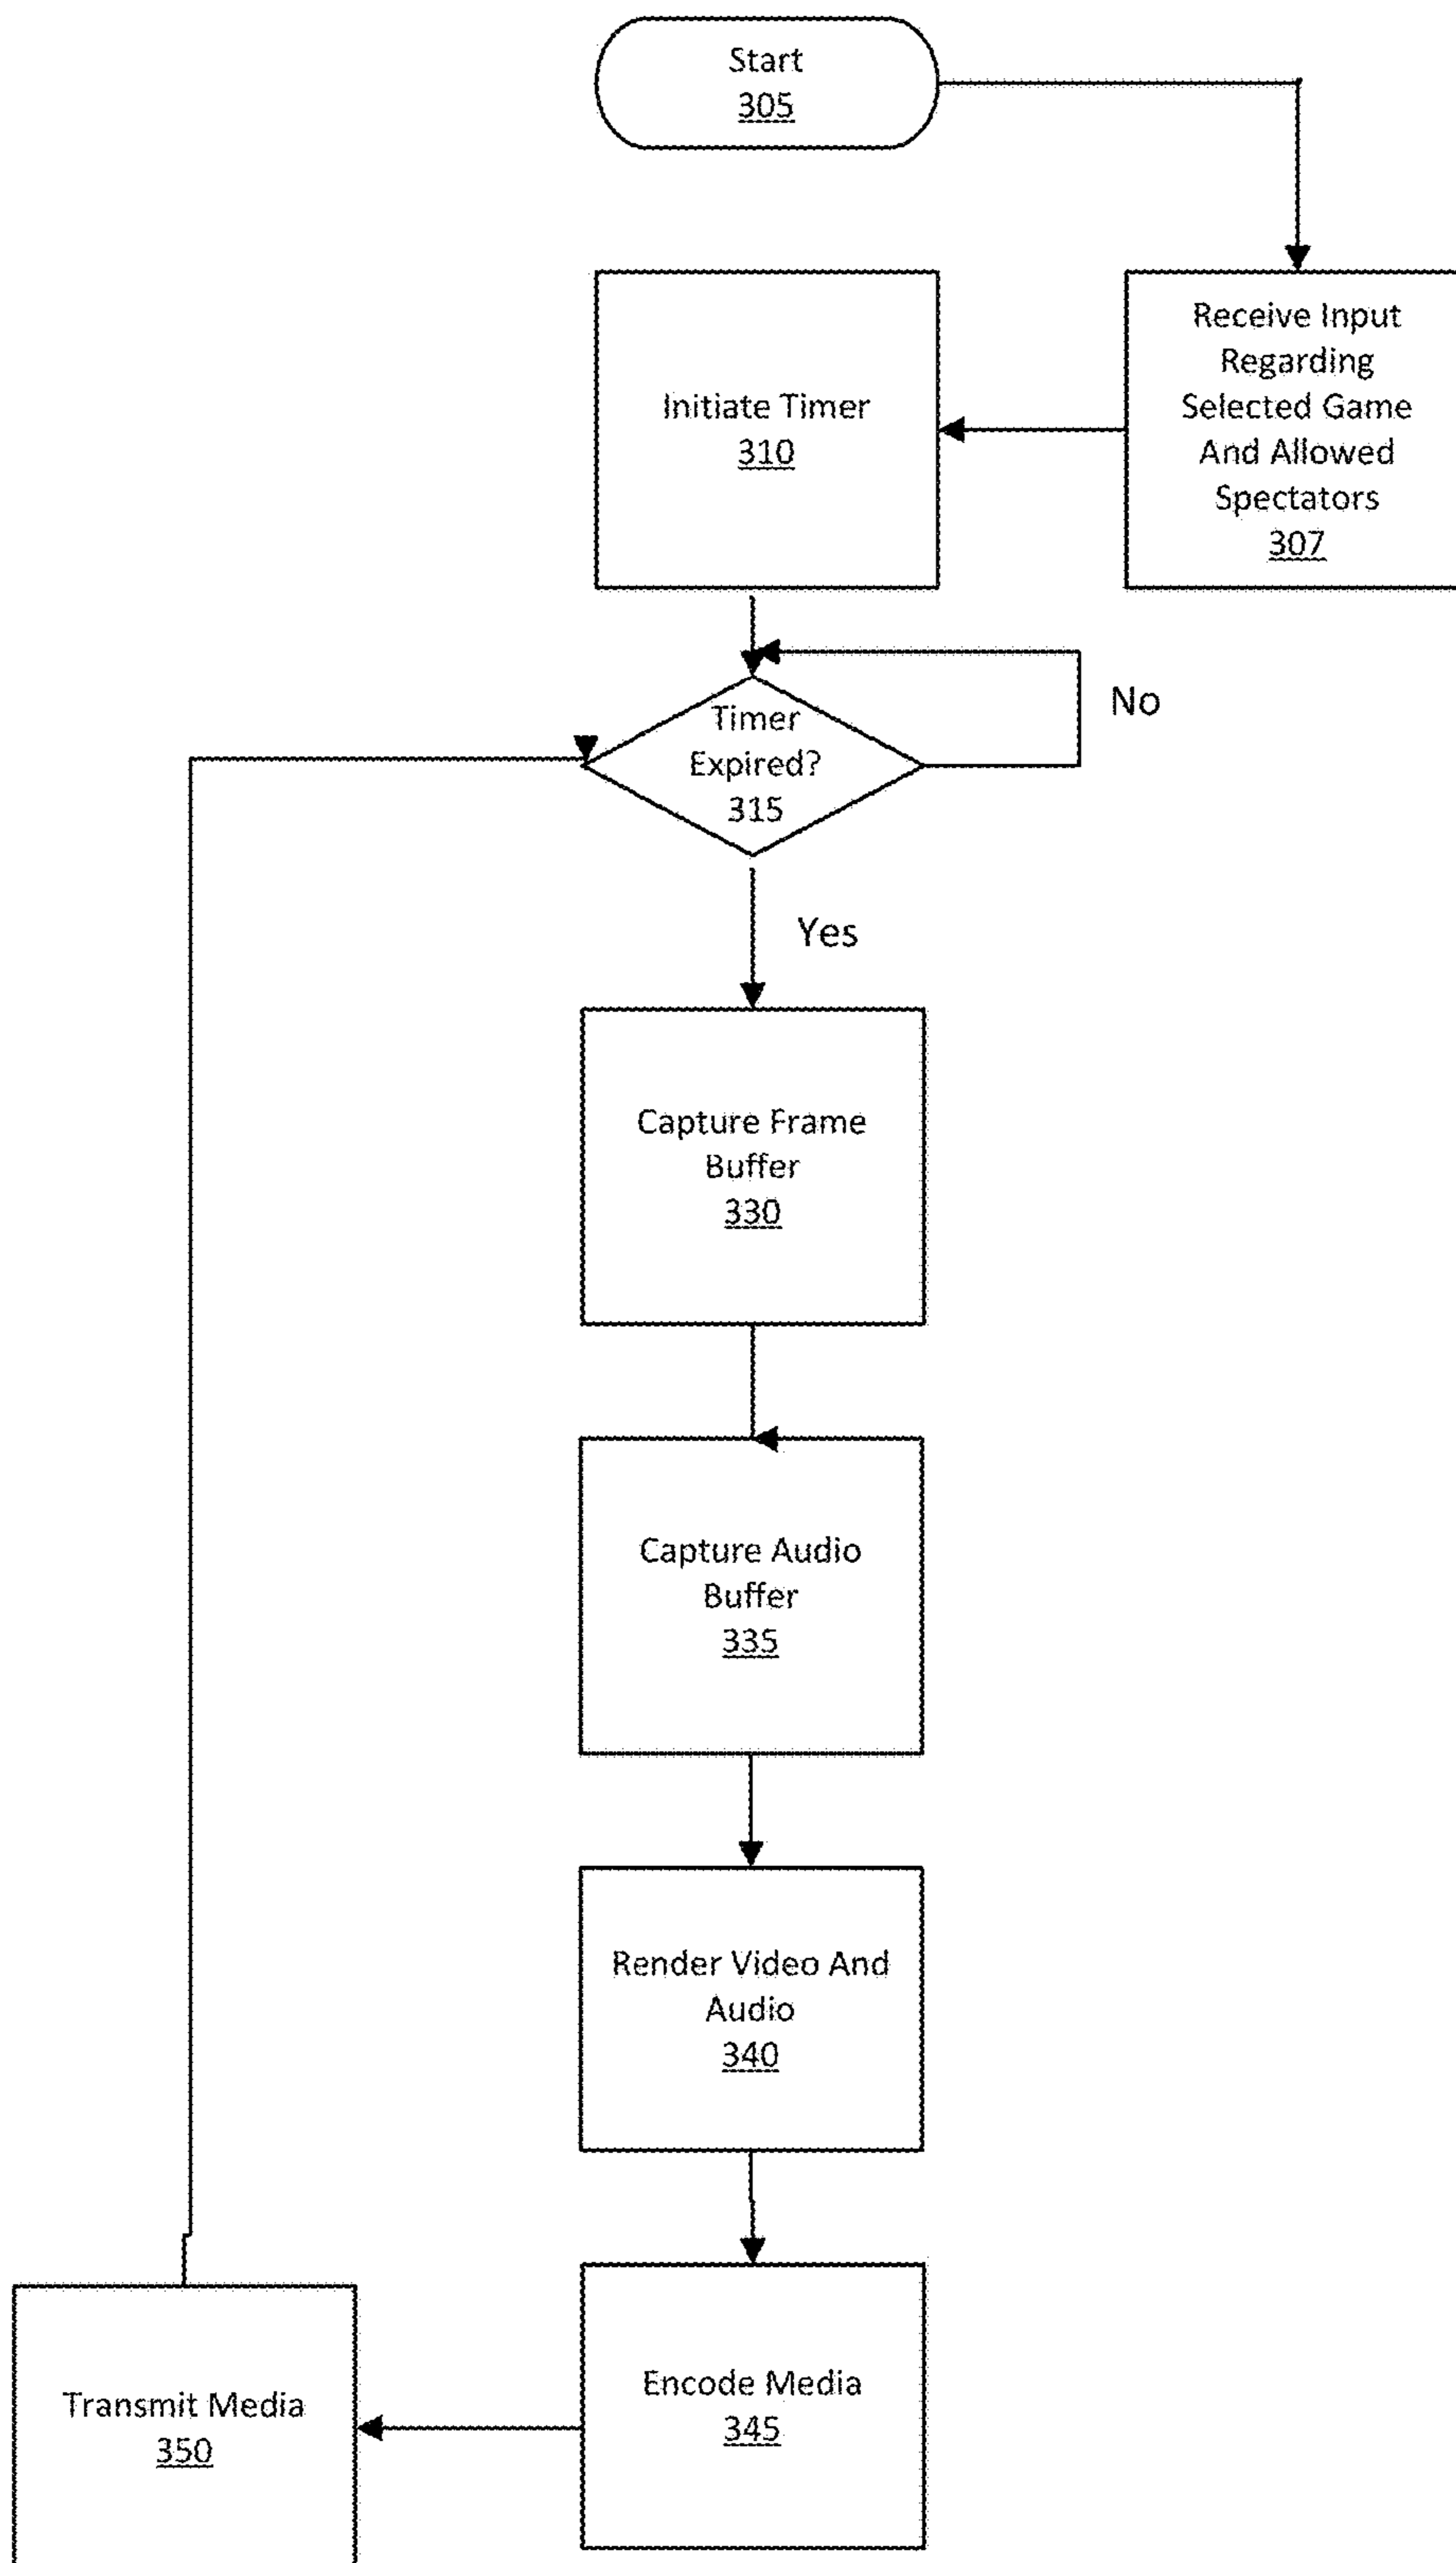 Start
305
Receive Input
Regarding
Selected Game
And Allowed
Spectators
307
Initiate Timer
310
Timer
Expired?
315
No
Yes
Capture Frame
Buffer
330
Capture Audio
Buffer
335
Render Video And
Audio
340
Encode Media
345
Transmit Media
350